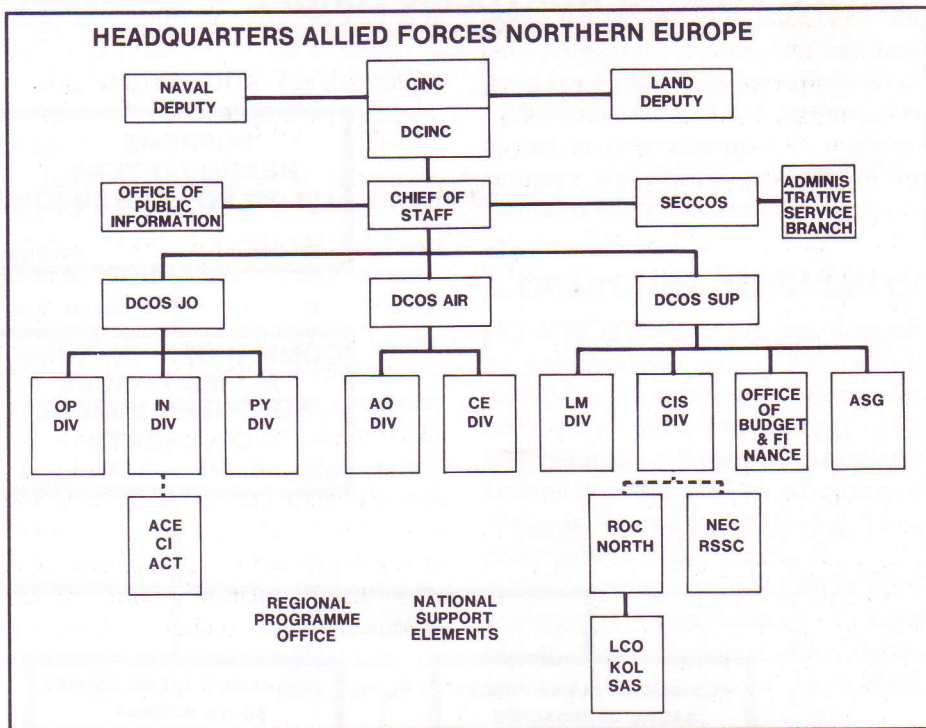 HEADQUARTERS ALLIED FORCES NORTHERN EUROPE
NAVAL
DEPUTY
CINC
DCINC
LAND
DEPUTY
OFFICE OF
PUBLIC
INFORMATION
CHIEF OF
STAFF
SECCOS
ADMINIS
TRATIVE
SERVICE
BRANCH
DCOS JO
DCOS AIR
DCOS SUP
OP
DIV
IN
DIV
PY
DIV
AO
DIV
CE
DIV
LM
DIV
CIS
DIV
OFFICE
OF
BUDGET
& FI
NANCE
ASG
ACE
CI
ACT
ROC
NORTH
NEC
RSSC
REGIONAL
PROGRAMME
OFFICE
NATIONAL
SUPPORT
ELEMENTS
LCO
KOL
SAS